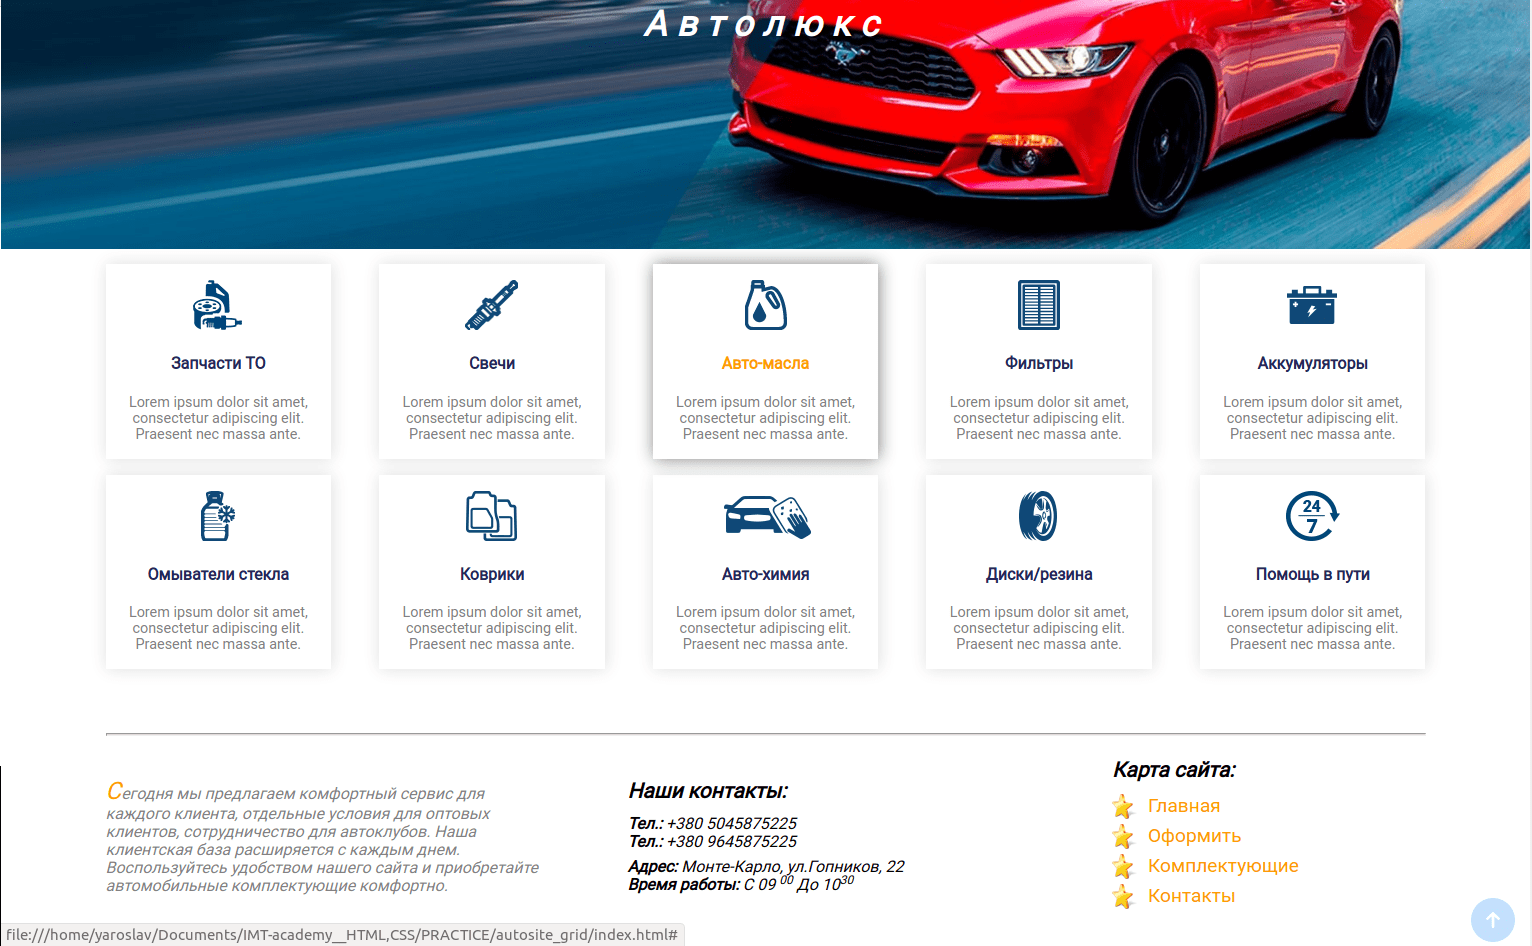 Автолюкс
Запчасти ТО
Lorem ipsum dolor sit amet,
consectetur adipiscing elit.
Praesent nec massa ante.
Свечи
Lorem ipsum dolor sit amet,
consectetur adipiscing elit.
Praesent nec massa ante.
Авто-масла
Lorem ipsum dolor sit amet,
consectetur adipiscing elit.
Praesent nec massa ante.
Фильтры
Lorem ipsum dolor sit amet,
consectetur adipiscing elit.
Praesent nec massa ante.
Аккумуляторы
Lorem ipsum dolor sit amet,
consectetur adipiscing elit.
Praesent nec massa ante.
Омыватели стекла
Lorem ipsum dolor sit amet,
consectetur adipiscing elit.
Praesent nec massa ante.
Коврики
Lorem ipsum dolor sit amet,
consectetur adipiscing elit.
Praesent nec massa ante.
Авто-химия
Lorem ipsum dolor sit amet,
consectetur adipiscing elit.
Praesent nec massa ante.
Диски/резина
Lorem ipsum dolor sit amet,
consectetur adipiscing elit.
Praesent nec massa ante.
24
7
Помощь в пути
Lorem ipsum dolor sit amet,
consectetur adipiscing elit.
Praesent nec massa ante.
Сегодня мы предлагаем комфортный сервис для
каждого клиента, отдельные условия для оптовых
клиентов, сотрудничество для автоклубов. Наша
клиентская база расширяется с каждым днем.
Воспользуйтесь удобством нашего сайта и приобретайте
автомобильные комплектующие комфортно.
Наши контакты:
Тел.: +380 5045875225
Тел.: +380 9645875225
Адрес: Монте-Карло, ул.Гопников, 22
Время работы: С 09 00 До 1030
Карта сайта:
Главная
Оформить
Комплектующие
Контакты
file:///home/yaroslav/Documents/IMT-academy__HTML,CSS/PRACTICE/autosite_grid/index.html#